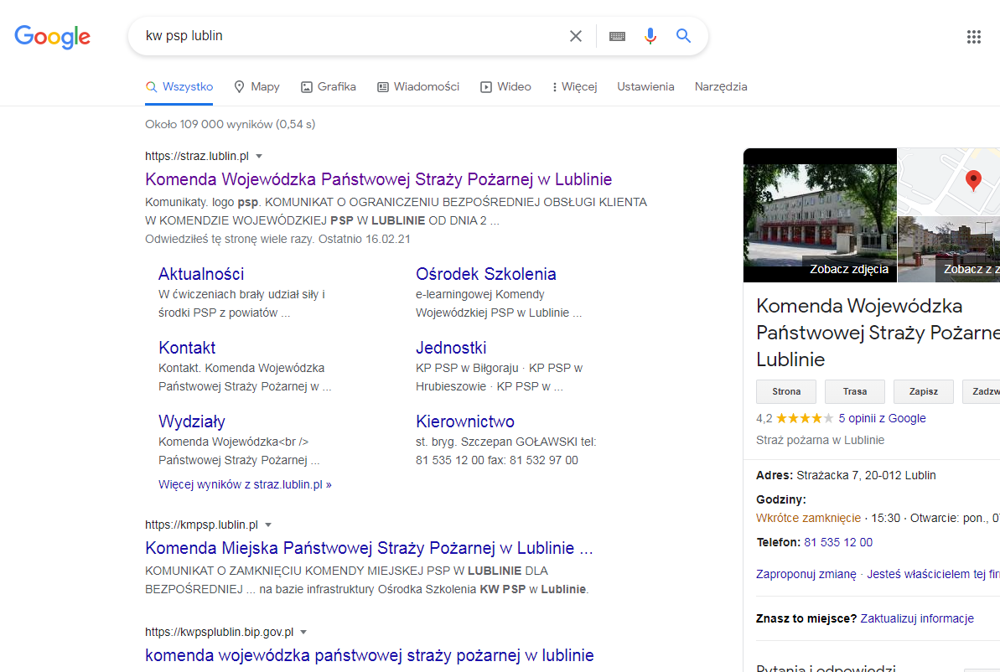 Google
kw psp lublin
Wszystko
Mapy
Grafika
Wiadomości
Wideo
Więcej
Ustawienia
Narzędzia
Około 109 000 wyników (0,54 s)
https://straz.lublin.pl
Komenda Wojewódzka Państwowej Straży Pożarnej w Lublinie
Komunikaty. logo psp. KOMUNIKAT O OGRANICZENIU BEZPOŚREDNIEJ OBSŁUGI KLIENTA
W KOMENDZIE WOJEWÓDZKIEJ PSP W LUBLINIE OD DNIA 2 ...
Odwiedziłeś tę stronę wiele razy. Ostatnio 16.02.21
Aktualności
W ćwiczeniach brały udział siły i
środki PSP z powiatów ...
Ośrodek Szkolenia
e-learningowej Komendy
Wojewódzkiej PSP w Lublinie ...
Kontakt
Kontakt. Komenda Wojewódzka
Państwowej Straży Pożarnej w ...
Jednostki
KP PSP w Biłgoraju · KP PSP w
Hrubieszowie · KP PSP w ...
Wydziały
Komenda Wojewódzka<br />
Państwowej Straży Pożarnej ...
Kierownictwo
st. bryg. Szczepan GOŁAWSKI tel:
81 535 12 00 fax: 81 532 97 00
Więcej wyników z straz.lublin.pl »
https://kmpsp.lublin.pl
Komenda Miejska Państwowej Straży Pożarnej w Lublinie ...
KOMUNIKAT O ZAMKNIĘCIU KOMENDY MIEJSKIEJ PSP W LUBLINIE DLA
BEZPOŚREDNIEJ ... na bazie infrastruktury Ośrodka Szkolenia KW PSP w Lublinie.
https://kwpsplublin.bip.gov.pl
komenda wojewódzka państwowej straży pożarnej w lublinie
Zobacz zdjęcia
Zobacz z z
Komenda Wojewódzka
Państwowej Straży Pożarne
Lublinie
Strona
Trasa
Zapisz
Zadzw
4,2 5 opinii z Google
Straż pożarna w Lublinie
Adres: Strażacka 7, 20-012 Lublin
Godziny:
Wkrótce zamknięcie · 15:30 · Otwarcie: pon., 07
Telefon: 81 535 12 00
Zaproponuj zmianę · Jesteś właścicielem tej fir
Znasz to miejsce? Zaktualizuj informacje
Pytania i odpowiedzi